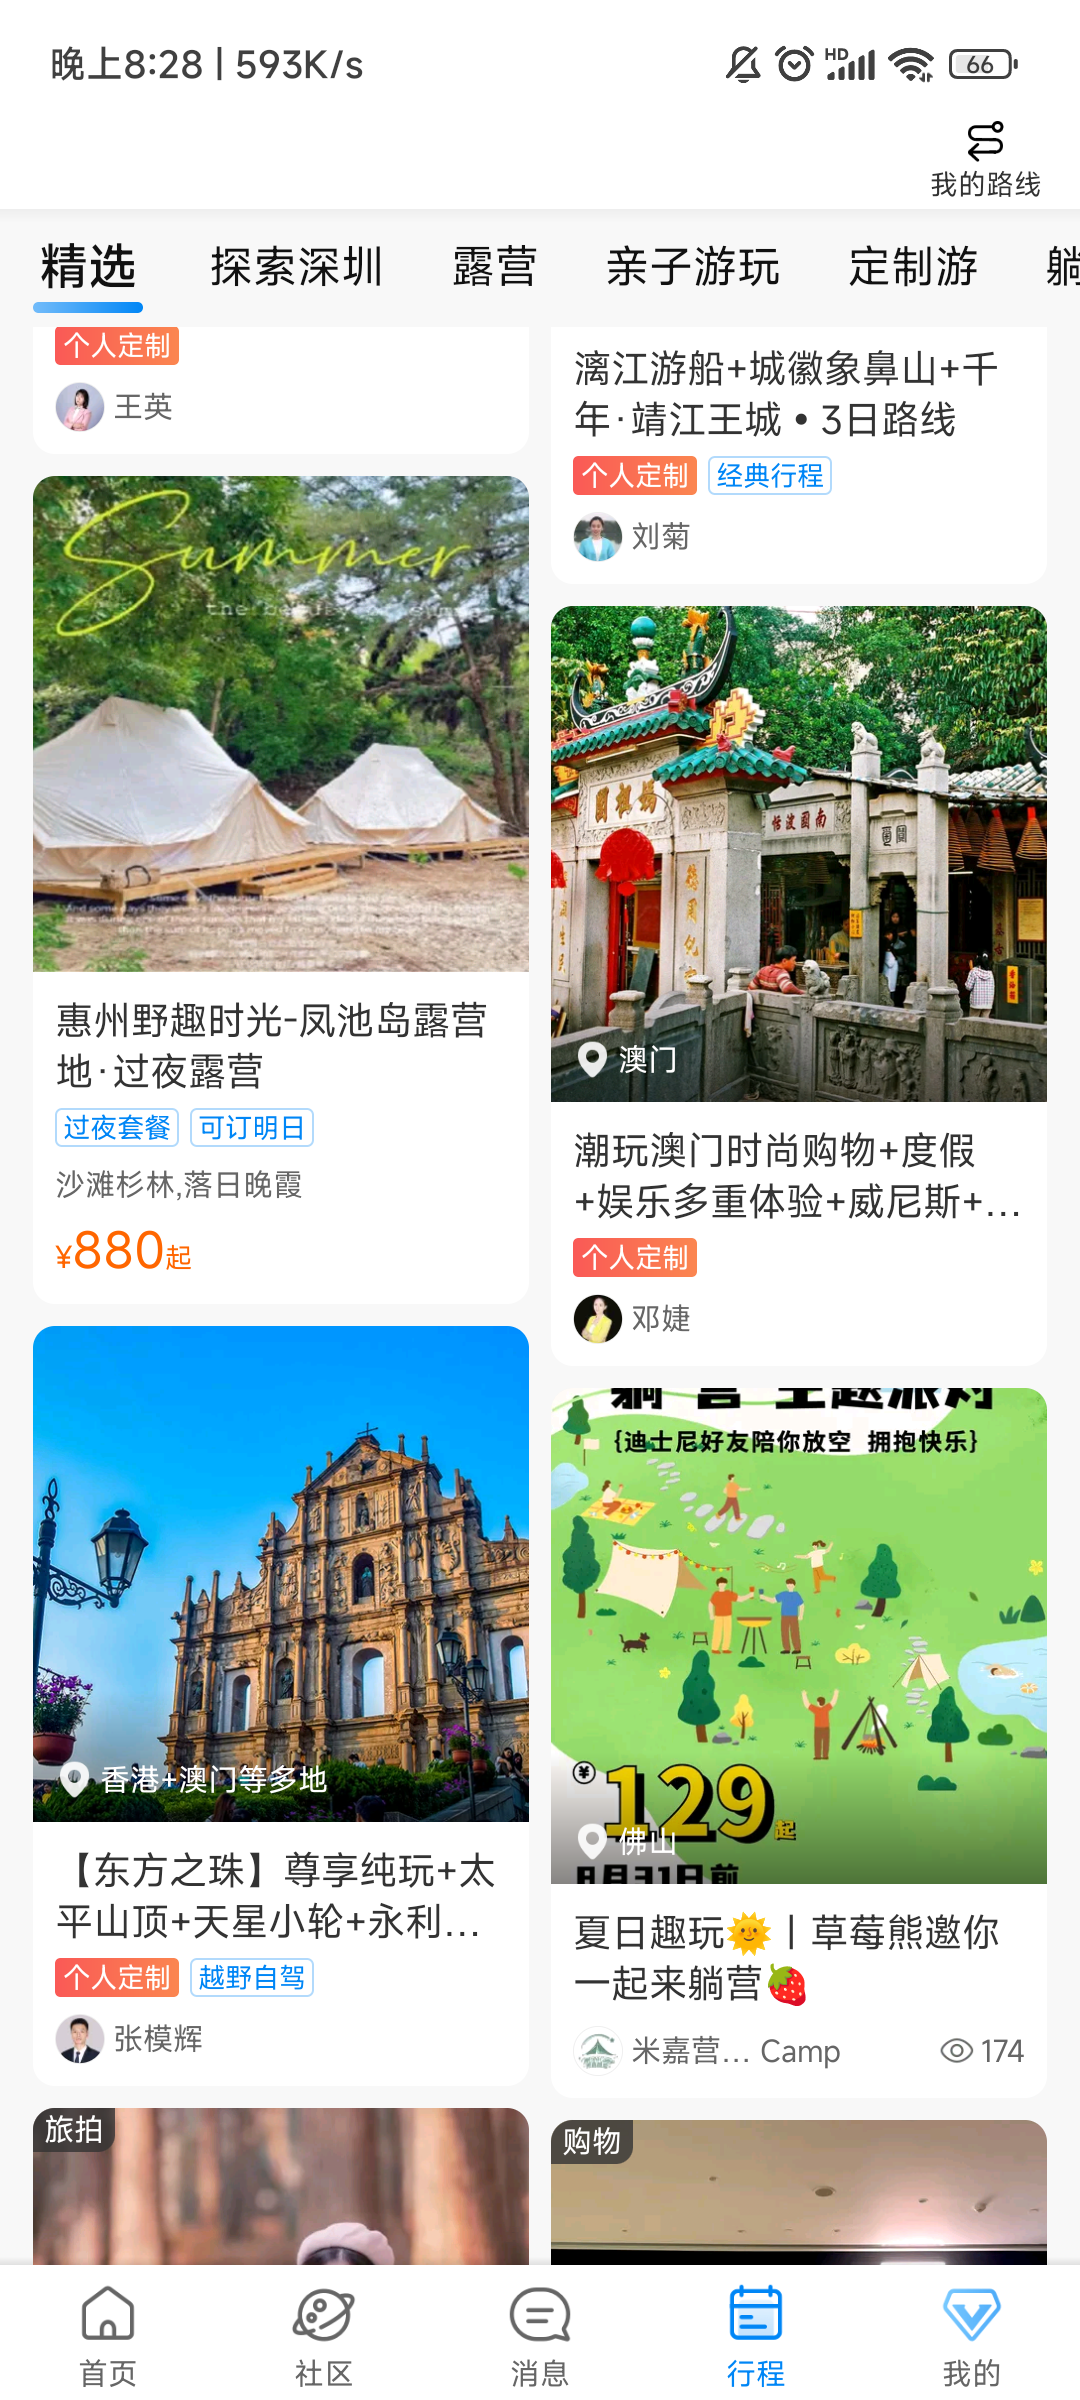 晚上8:28 | 593K/s
HD
66
我的路线
精选
探索深圳
露营
亲子游玩
定制游
个人定制
王英
漓江游船+城徽象鼻山+千
年·靖江王城 • 3日路线
个人定制
经典行程
刘菊
Summer
惠州野趣时光-凤池岛露营
地·过夜露营
过夜套餐
可订明日
沙滩杉林,落日晚霞
¥880起
澳门
潮玩澳门时尚购物+度假
+娱乐多重体验+威尼斯+...
个人定制
邓婕
香港+澳门等多地
【东方之珠】尊享纯玩+太
平山顶+天星小轮+永利...
个人定制
越野自驾
张模辉
{迪士尼好友陪你放空 拥抱快乐}
¥129起
佛山
8月31日前
夏日趣玩🌞丨草莓熊邀你
一起来躺营🍓
米嘉营... Camp
174
旅拍
购物
首页
社区
消息
行程
我的